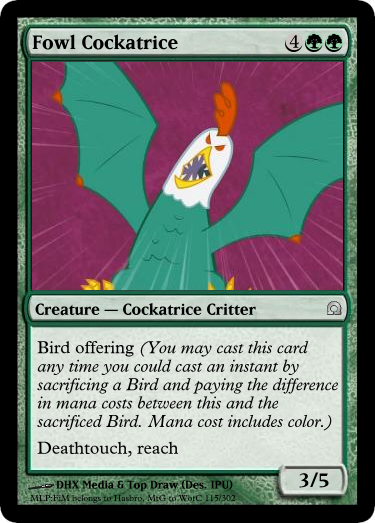 Fowl Cockatrice 4
Creature — Cockatrice Critter
Bird offering (You may cast this card
any time you could cast an instant by
sacrificing a Bird and paying the difference
in mana costs between this and the
sacrificed Bird. Mana cost includes color.)
Deathtouch, reach
3/5
DHX Media & Top Draw (Des. IPU)
MLP:FiM belongs to Hasbro, MtG to WotC 115/302